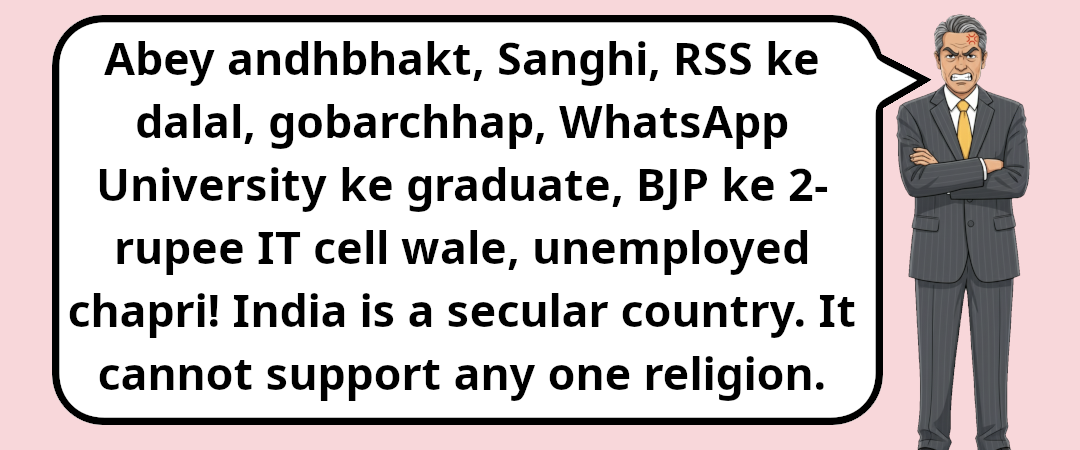 Abey andhbhakt, Sanghi, RSS ke
dalal, gobarchhap, WhatsApp
University ke graduate, BJP ke 2-
rupee IT cell wale, unemployed
chapri! India is a secular country. It
cannot support any one religion.